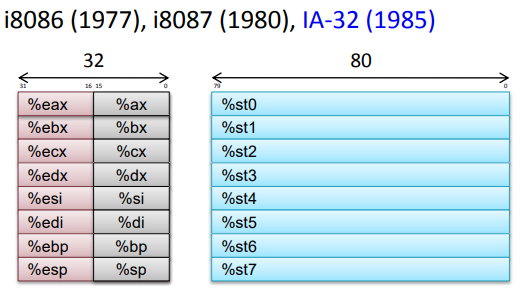 i8086 (1977), i8087 (1980), IA-32 (1985)
32 80
31 16 15 0 79 0
%eax %ax %st0
%ebx %bx %st1
%ecx %cx %st2
%edx %dx %st3
%esi %si %st4
%edi %di %st5
%ebp %bp %st6
%esp %sp %st7